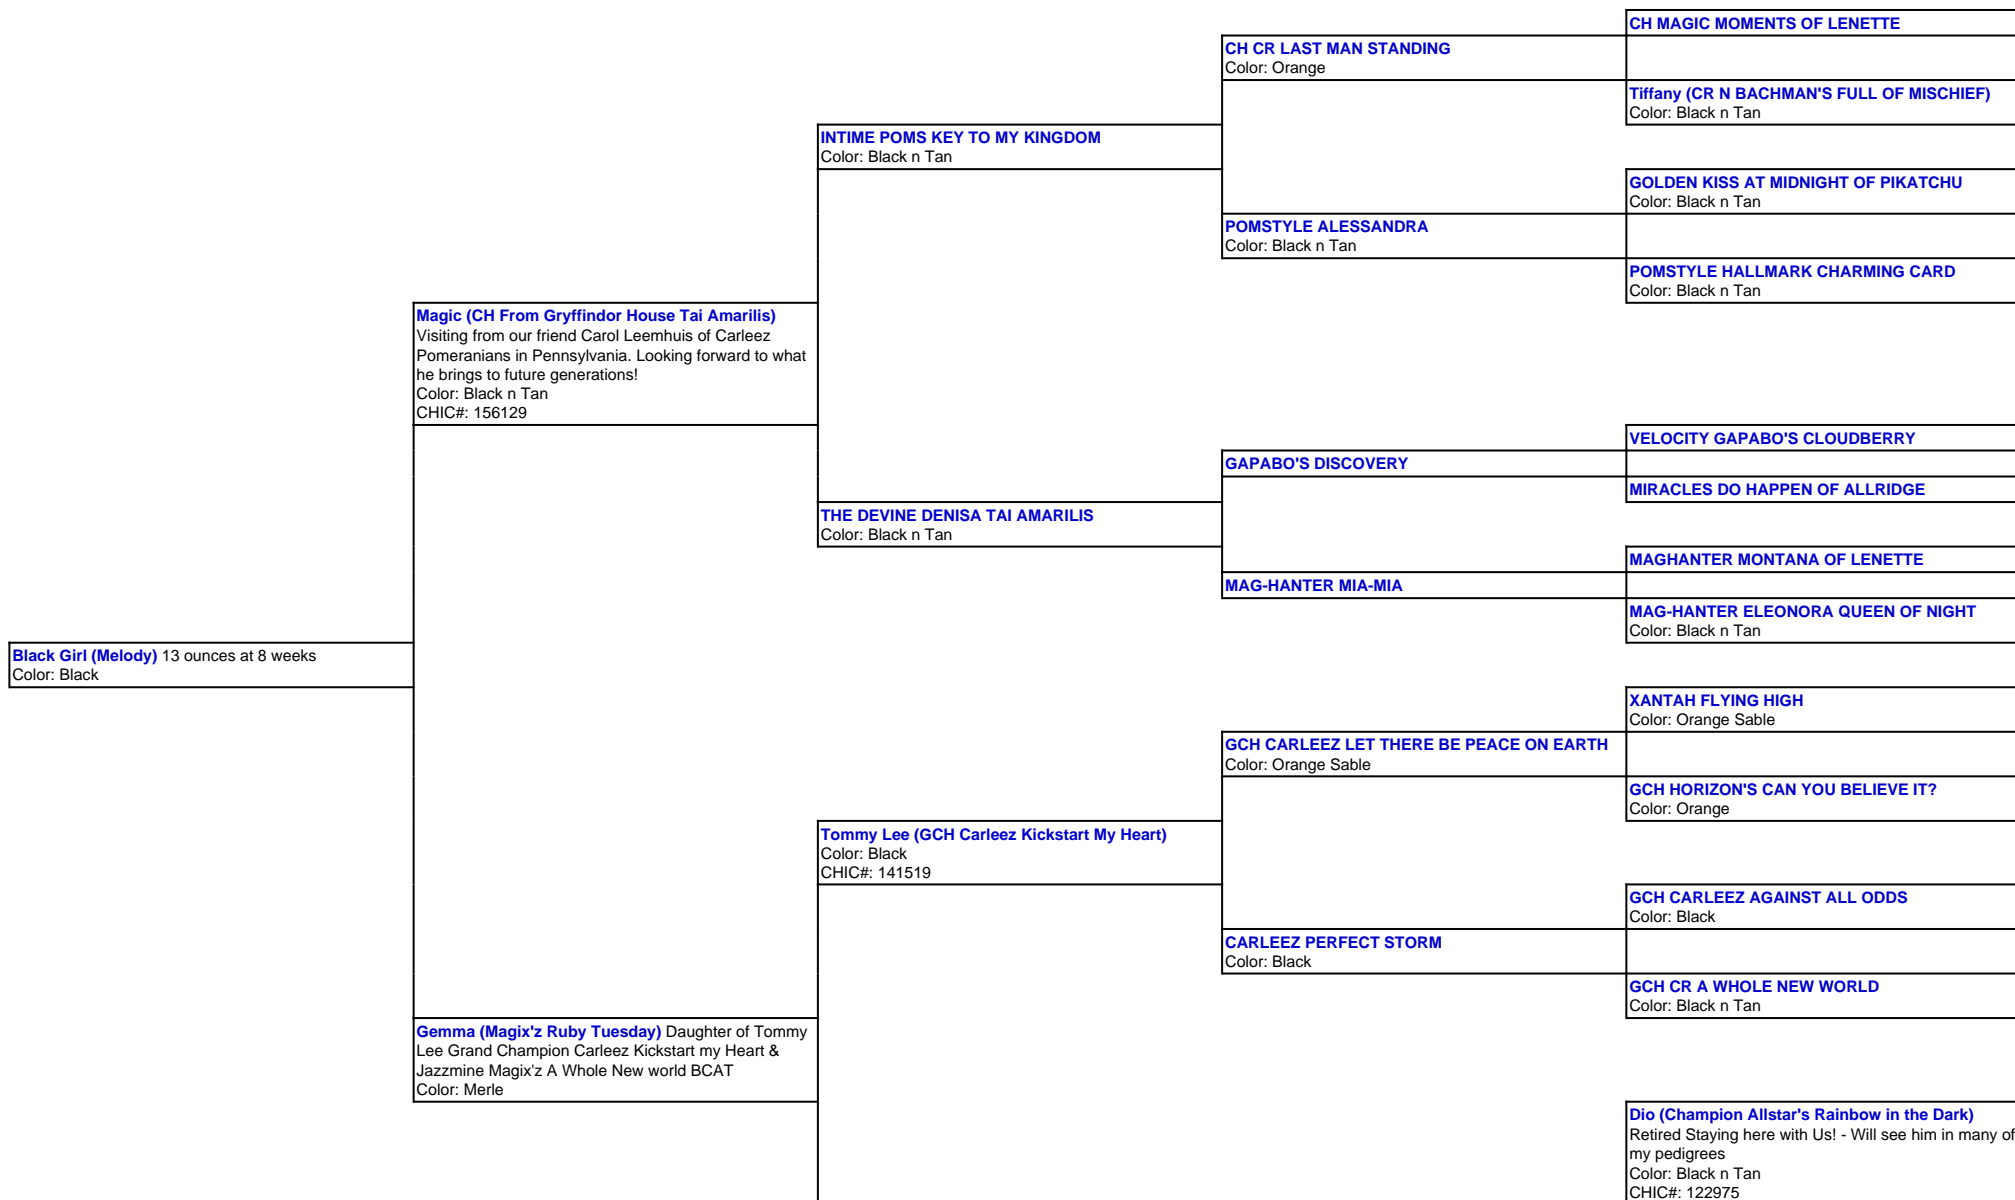 CH MAGIC MOMENTS OF LENETTE
CH CR LAST MAN STANDING
Color: Orange
Tiffany (CR N BACHMAN'S FULL OF MISCHIEF)
Color: Black n Tan
INTIME POMS KEY TO MY KINGDOM
Color: Black n Tan
GOLDEN KISS AT MIDNIGHT OF PIKATCHU
Color: Black n Tan
POMSTYLE ALESSANDRA
Color: Black n Tan
POMSTYLE HALLMARK CHARMING CARD
Color: Black n Tan
Magic (CH From Gryffindor House Tai Amarilis)
Visiting from our friend Carol Leemhuis of Carleez
Pomeranians in Pennsylvania. Looking forward to what
he brings to future generations!
Color: Black n Tan
CHIC#: 156129
VELOCITY GAPABO'S CLOUDBERRY
GAPABO'S DISCOVERY
MIRACLES DO HAPPEN OF ALLRIDGE
THE DEVINE DENISA TAI AMARILIS
Color: Black n Tan
MAGHANTER MONTANA OF LENETTE
MAG-HANTER MIA-MIA
MAG-HANTER ELEONORA QUEEN OF NIGHT
Color: Black n Tan
Black Girl (Melody) 13 ounces at 8 weeks
Color: Black
XANTAH FLYING HIGH
Color: Orange Sable
GCH CARLEEZ LET THERE BE PEACE ON EARTH
Color: Orange Sable
GCH HORIZON'S CAN YOU BELIEVE IT?
Color: Orange
Tommy Lee (GCH Carleez Kickstart My Heart)
Color: Black
CHIC#: 141519
GCH CARLEEZ AGAINST ALL ODDS
Color: Black
CARLEEZ PERFECT STORM
Color: Black
GCH CR A WHOLE NEW WORLD
Color: Black n Tan
Gemma (Magix'z Ruby Tuesday) Daughter of Tommy
Lee Grand Champion Carleez Kickstart my Heart &
Jazzmine Magix'z A Whole New world BCAT
Color: Merle
Dio (Champion Allstar's Rainbow in the Dark)
Retired Staying here with Us! - Will see him in many of
my pedigrees
Color: Black n Tan
CHIC#: 122975